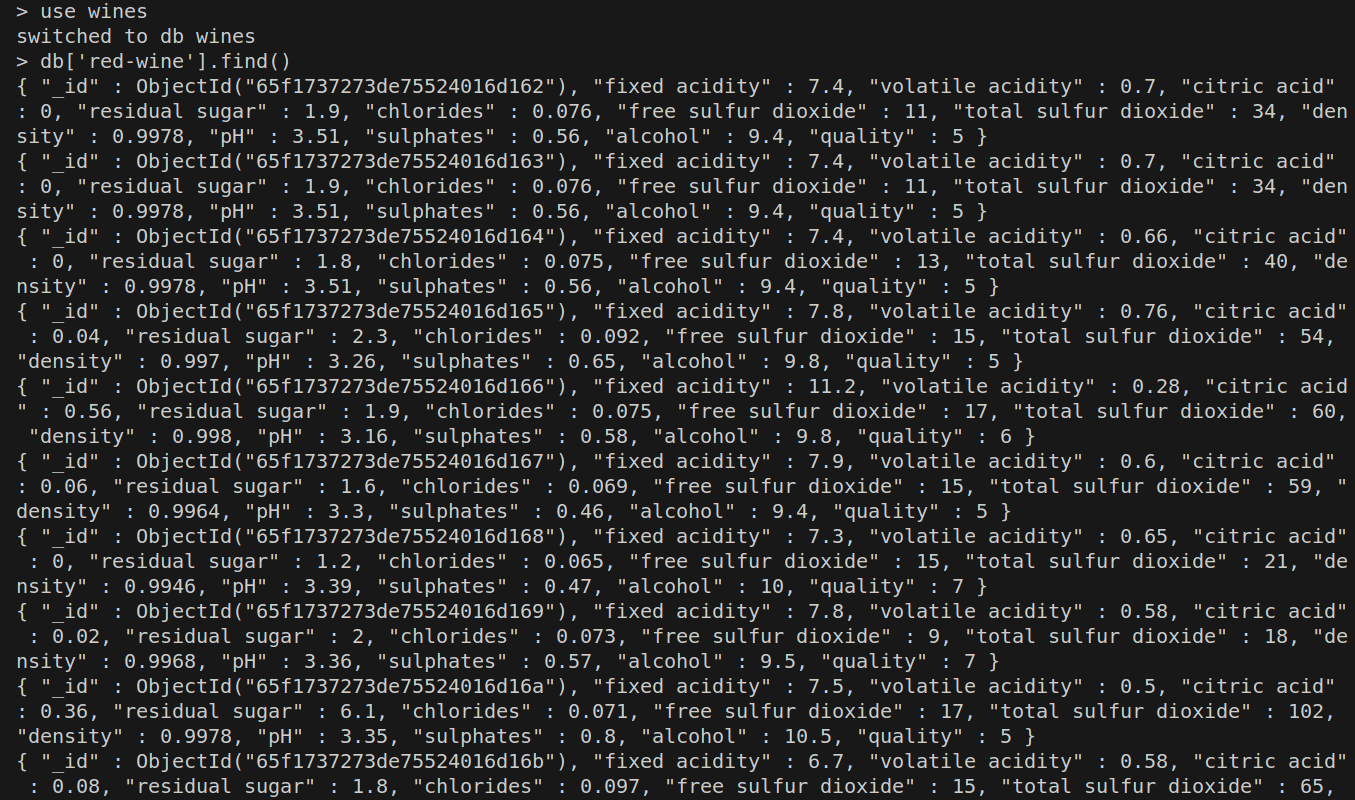 > use wines
switched to db wines
> db['red-wine'].find()
{ "_id" : ObjectId("65f1737273de75524016d162"), "fixed acidity" : 7.4, "volatile acidity" : 0.7, "citric acid"
: 0, "residual sugar" : 1.9, "chlorides" : 0.076, "free sulfur dioxide" : 11, "total sulfur dioxide" : 34, "den
sity" : 0.9978, "pH" : 3.51, "sulphates" : 0.56, "alcohol" : 9.4, "quality" : 5 }
{ "_id" : ObjectId("65f1737273de75524016d163"), "fixed acidity" : 7.4, "volatile acidity" : 0.7, "citric acid"
: 0, "residual sugar" : 1.9, "chlorides" : 0.076, "free sulfur dioxide" : 11, "total sulfur dioxide" : 34, "den
sity" : 0.9978, "pH" : 3.51, "sulphates" : 0.56, "alcohol" : 9.4, "quality" : 5 }
{ "_id" : ObjectId("65f1737273de75524016d164"), "fixed acidity" : 7.4, "volatile acidity" : 0.66, "citric acid"
 : 0, "residual sugar" : 1.8, "chlorides" : 0.075, "free sulfur dioxide" : 13, "total sulfur dioxide" : 40, "de
nsity" : 0.9978, "pH" : 3.51, "sulphates" : 0.56, "alcohol" : 9.4, "quality" : 5 }
{ "_id" : ObjectId("65f1737273de75524016d165"), "fixed acidity" : 7.8, "volatile acidity" : 0.76, "citric acid"
 : 0.04, "residual sugar" : 2.3, "chlorides" : 0.092, "free sulfur dioxide" : 15, "total sulfur dioxide" : 54,
"density" : 0.997, "pH" : 3.26, "sulphates" : 0.65, "alcohol" : 9.8, "quality" : 5 }
{ "_id" : ObjectId("65f1737273de75524016d166"), "fixed acidity" : 11.2, "volatile acidity" : 0.28, "citric acid
" : 0.56, "residual sugar" : 1.9, "chlorides" : 0.075, "free sulfur dioxide" : 17, "total sulfur dioxide" : 60,
 "density" : 0.998, "pH" : 3.16, "sulphates" : 0.58, "alcohol" : 9.8, "quality" : 6 }
{ "_id" : ObjectId("65f1737273de75524016d167"), "fixed acidity" : 7.9, "volatile acidity" : 0.6, "citric acid"
: 0.06, "residual sugar" : 1.6, "chlorides" : 0.069, "free sulfur dioxide" : 15, "total sulfur dioxide" : 59, "
density" : 0.9964, "pH" : 3.3, "sulphates" : 0.46, "alcohol" : 9.4, "quality" : 5 }
{ "_id" : ObjectId("65f1737273de75524016d168"), "fixed acidity" : 7.3, "volatile acidity" : 0.65, "citric acid"
 : 0, "residual sugar" : 1.2, "chlorides" : 0.065, "free sulfur dioxide" : 15, "total sulfur dioxide" : 21, "de
nsity" : 0.9946, "pH" : 3.39, "sulphates" : 0.47, "alcohol" : 10, "quality" : 7 }
{ "_id" : ObjectId("65f1737273de75524016d169"), "fixed acidity" : 7.8, "volatile acidity" : 0.58, "citric acid"
 : 0.02, "residual sugar" : 2, "chlorides" : 0.073, "free sulfur dioxide" : 9, "total sulfur dioxide" : 18, "de
nsity" : 0.9968, "pH" : 3.36, "sulphates" : 0.57, "alcohol" : 9.5, "quality" : 7 }
{ "_id" : ObjectId("65f1737273de75524016d16a"), "fixed acidity" : 7.5, "volatile acidity" : 0.5, "citric acid"
: 0.36, "residual sugar" : 6.1, "chlorides" : 0.071, "free sulfur dioxide" : 17, "total sulfur dioxide" : 102,
"density" : 0.9978, "pH" : 3.35, "sulphates" : 0.8, "alcohol" : 10.5, "quality" : 5 }
{ "_id" : ObjectId("65f1737273de75524016d16b"), "fixed acidity" : 6.7, "volatile acidity" : 0.58, "citric acid"
 : 0.08, "residual sugar" : 1.8, "chlorides" : 0.097, "free sulfur dioxide" : 15, "total sulfur dioxide" : 65,